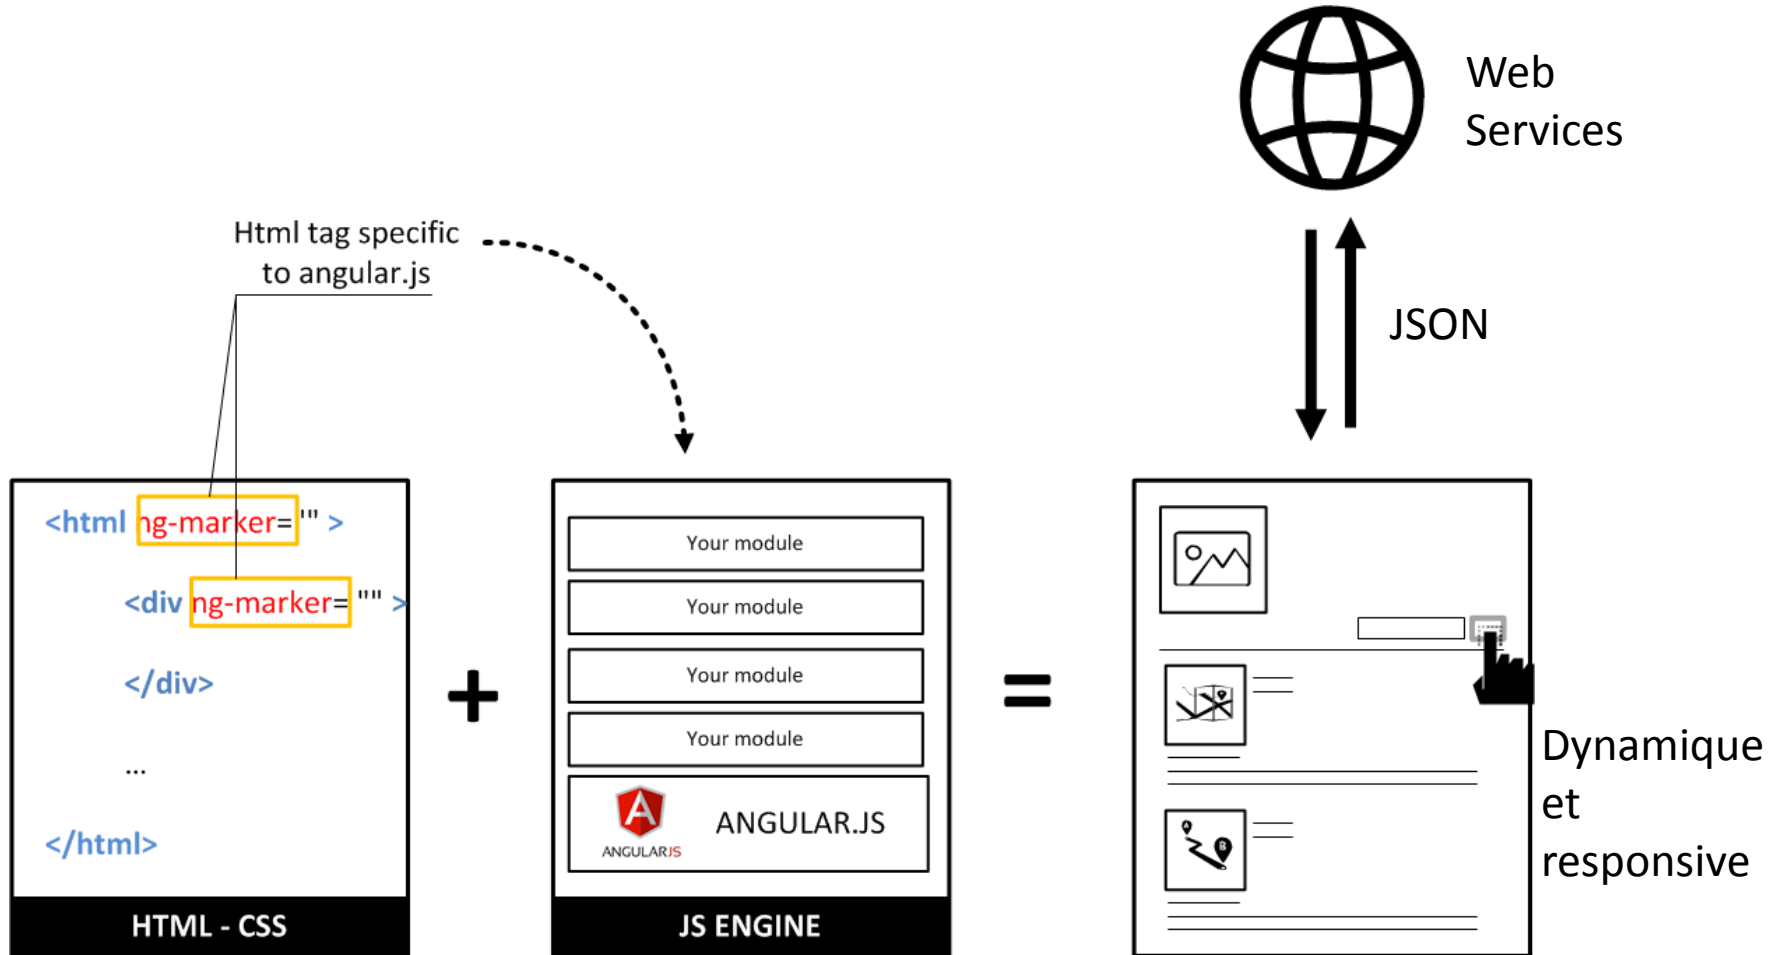 Web
Services
Html tag specific
to angular.js
JSON
<html ng-marker='" >
<div ng-marker= "" >
</div>
...
</html>
HTML - CSS
Your module
Your module
Your module
Your module
ANGULARJS
ANGULAR.JS
JS ENGINE
A
B
Dynamique
et
responsive